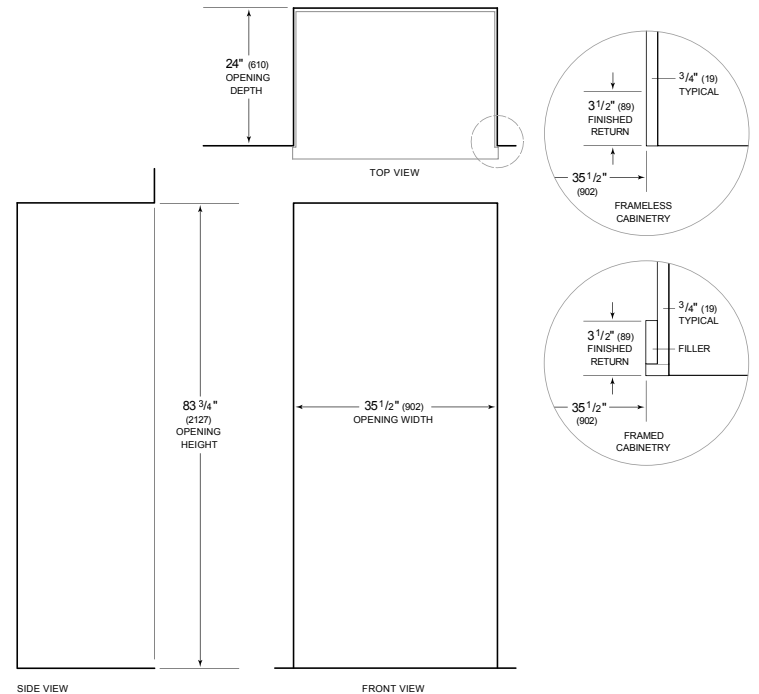 24" (610)
OPENING
DEPTH
TOP VIEW
3/4" (19)
TYPICAL
3 1/2" (89)
FINISHED
RETURN
35 1/2"
(902)
FRAMELESS
CABINETRY
3/4" (19)
TYPICAL
3 1/2" (89)
FINISHED
RETURN
FILLER
35 1/2"
(902)
FRAMED
CABINETRY
83 3/4"
(2127)
OPENING
HEIGHT
35 1/2" (902)
OPENING WIDTH
SIDE VIEW
FRONT VIEW